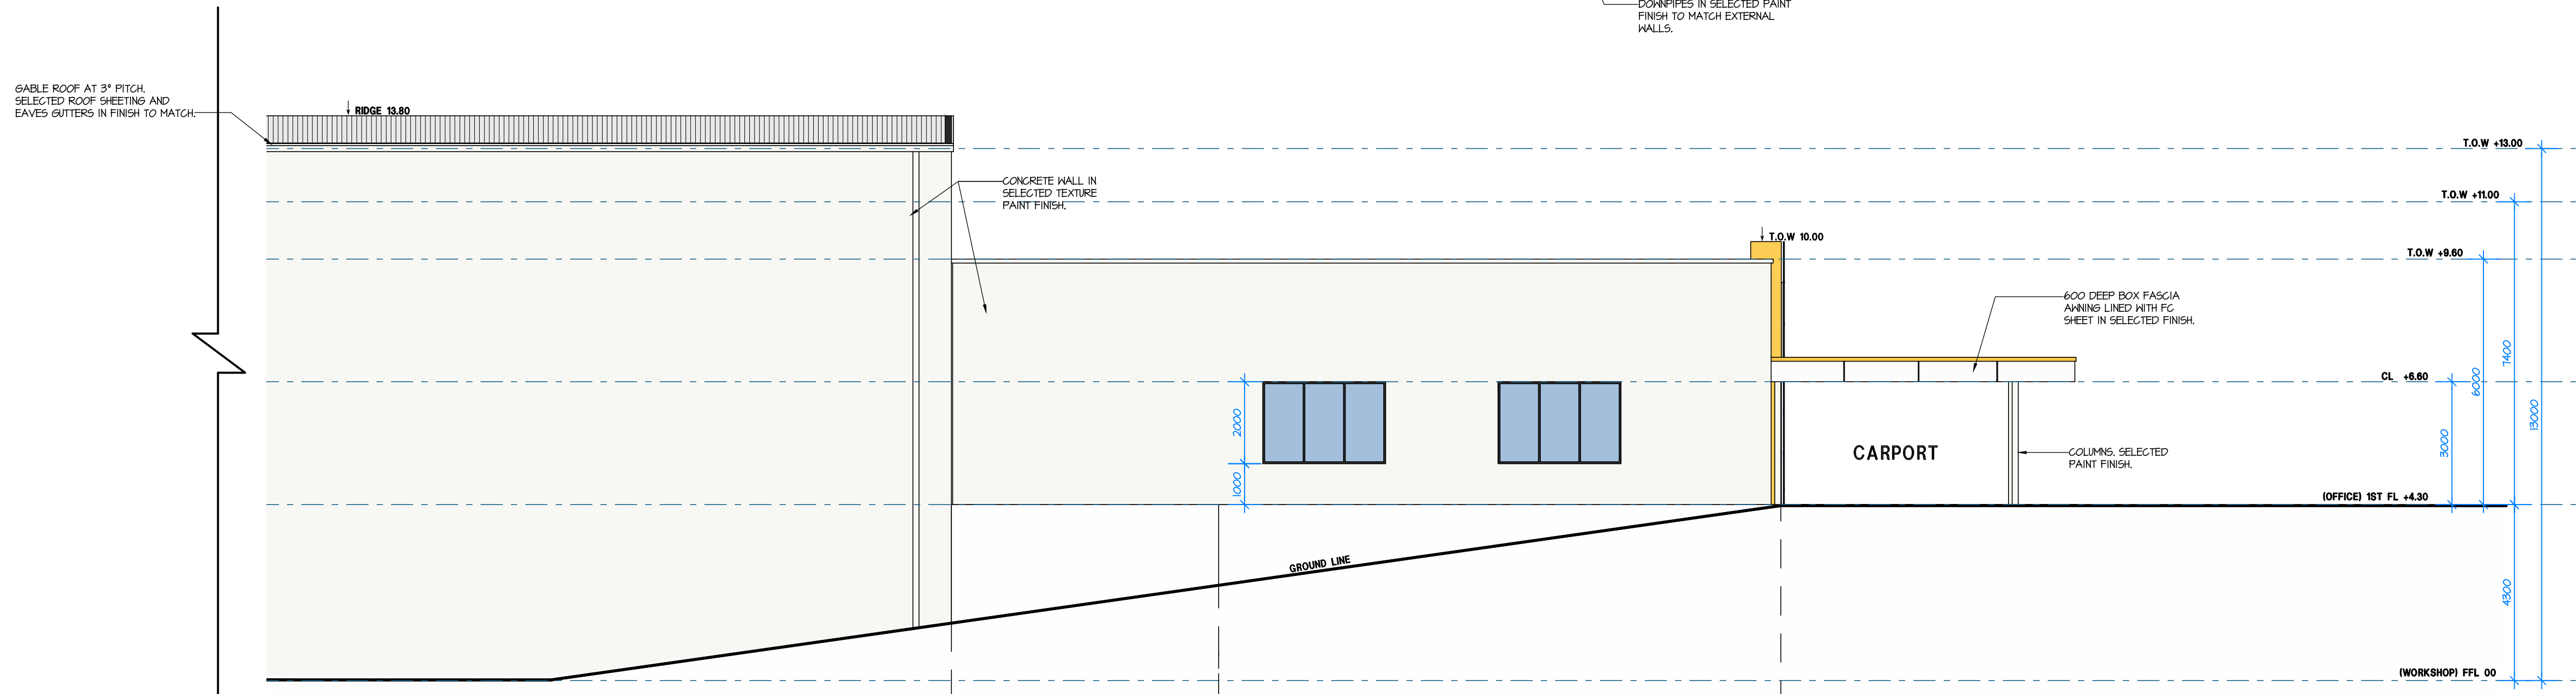 DOWNPIPES IN SELECTED PAINT
FINISH TO MATCH EXTERNAL
WALLS.
GABLE ROOF AT 3° PITCH.
SELECTED ROOF SHEETING AND
EAVES GUTTERS IN FINISH TO MATCH.
RIDGE 13.80
T.O.W +13.00
CONCRETE WALL IN
SELECTED TEXTURE
PAINT FINISH.
T.O.W +11.00
T.O.W 10.00
T.O.W +9.60
600 DEEP BOX FASCIA
AWNING LINED WITH FC
SHEET IN SELECTED FINISH.
7400
CL +6.60
6000
13000
2000
3000
CARPORT
COLUMNS. SELECTED
PAINT FINISH.
1000
(OFFICE) 1ST FL +4.30
GROUND LINE
4300
(WORKSHOP) FFL 00